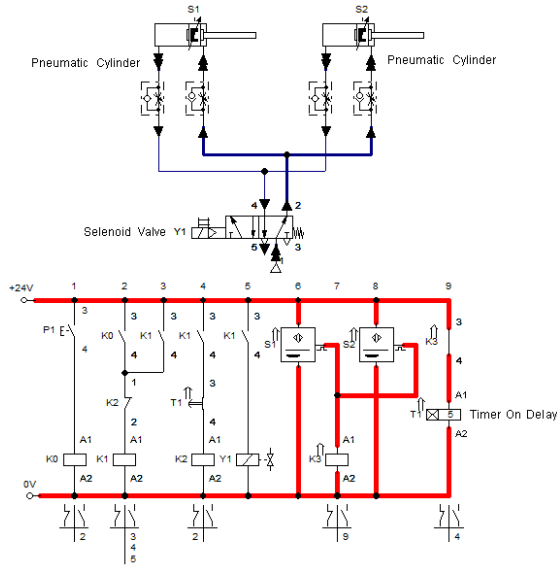 S1 S2
Pneumatic Cylinder Pneumatic Cylinder
4 2
Selenoid Valve Y1
5 1 3
1 2 3 4 5 6 7 8 9
+24V
3 3 3 3 3 3
P1 K0 K1 K1 K1 S1 S2 K3
4 4 4 4 4 4
1 3
K2 T1
2 4
A1 T1 5 Timer On Delay
A2
A1 A1 A1 A1
K0 K1 K2 Y1 K3
A2 A2 A2 A2
0V
2 3 2 9 4
4
5